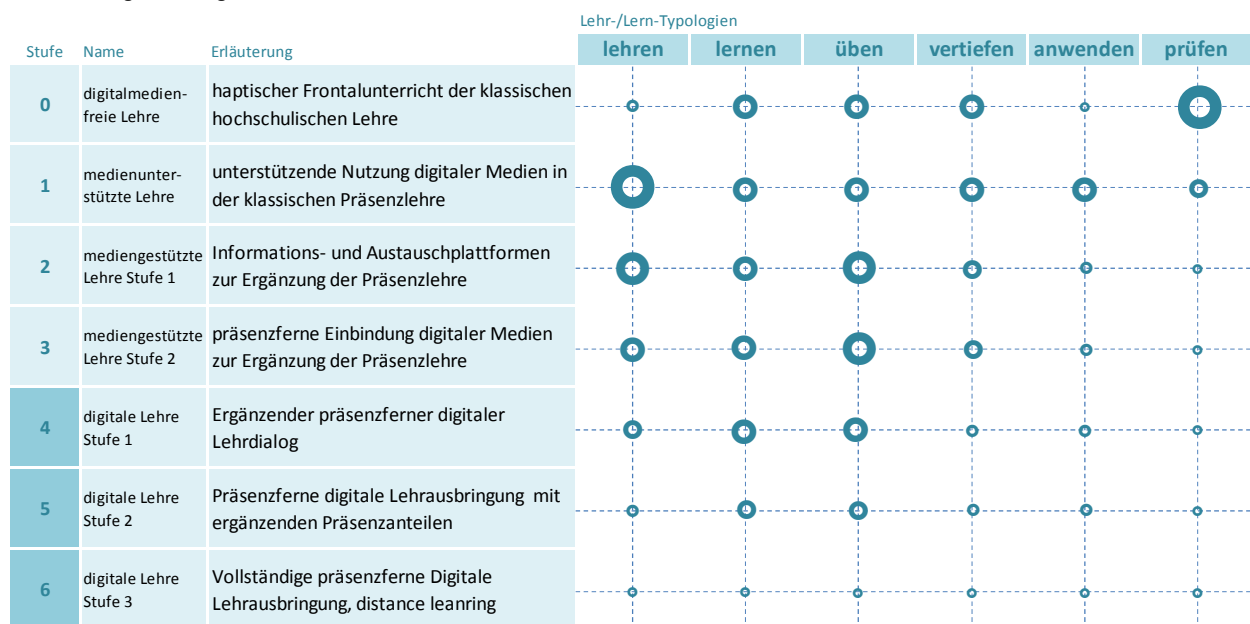 Lehr-/Lern-Typologien
Stufe Name Erläuterung lehren lernen üben vertiefen anwenden prüfen
0
digitalmedien-
freie Lehre
haptischer Frontalunterricht der klassischen
hochschulischen Lehre
1
medienunter-
stützte Lehre
unterstützende Nutzung digitaler Medien in
der klassischen Präsenzlehre
2
mediengestützte
Lehre Stufe 1
Informations- und Austauschplattformen
zur Ergänzung der Präsenzlehre
3
mediengestützte
Lehre Stufe 2
präsenzferne Einbindung digitaler Medien
zur Ergänzung der Präsenzlehre
4
digitale Lehre
Stufe 1
Ergänzender präsenzferner digitaler
Lehrdialog
5
digitale Lehre
Stufe 2
Präsenzferne digitale Lehrausbringung mit
ergänzenden Präsenzanteilen
6
digitale Lehre
Stufe 3
Vollständige präsenzferne Digitale
Lehrausbringung, distance leanring